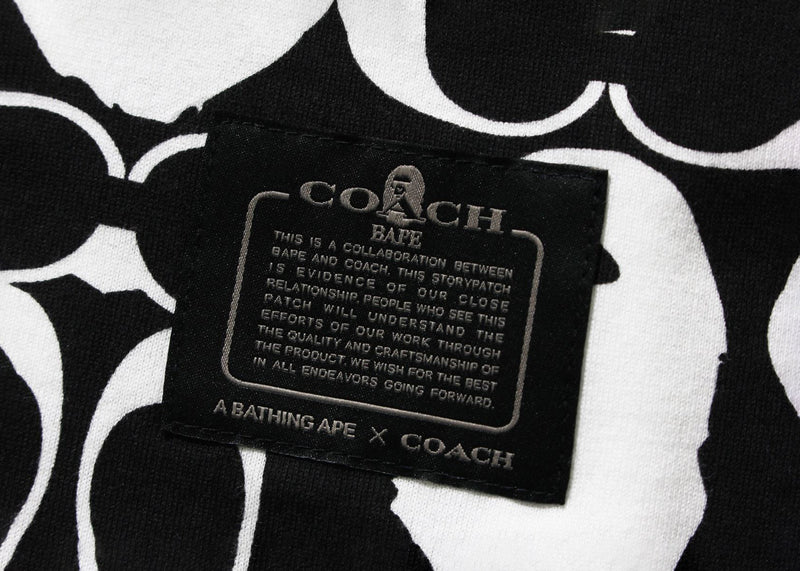 COACH
BAPE
THIS IS A COLLABORATION BETWEEN
BAPE AND COACH. THIS STORYPATCH
IS EVIDENCE OF OUR CLOSE
RELATIONSHIP. PEOPLE WHO SEE THIS
PATCH WILL UNDERSTAND THE
EFFORTS OF OUR WORK THROUGH
THE QUALITY AND CRAFTSMANSHIP OF
THE PRODUCT. WE WISH FOR THE BEST
IN ALL ENDEAVORS GOING FORWARD.
A BATHING APE × COACH